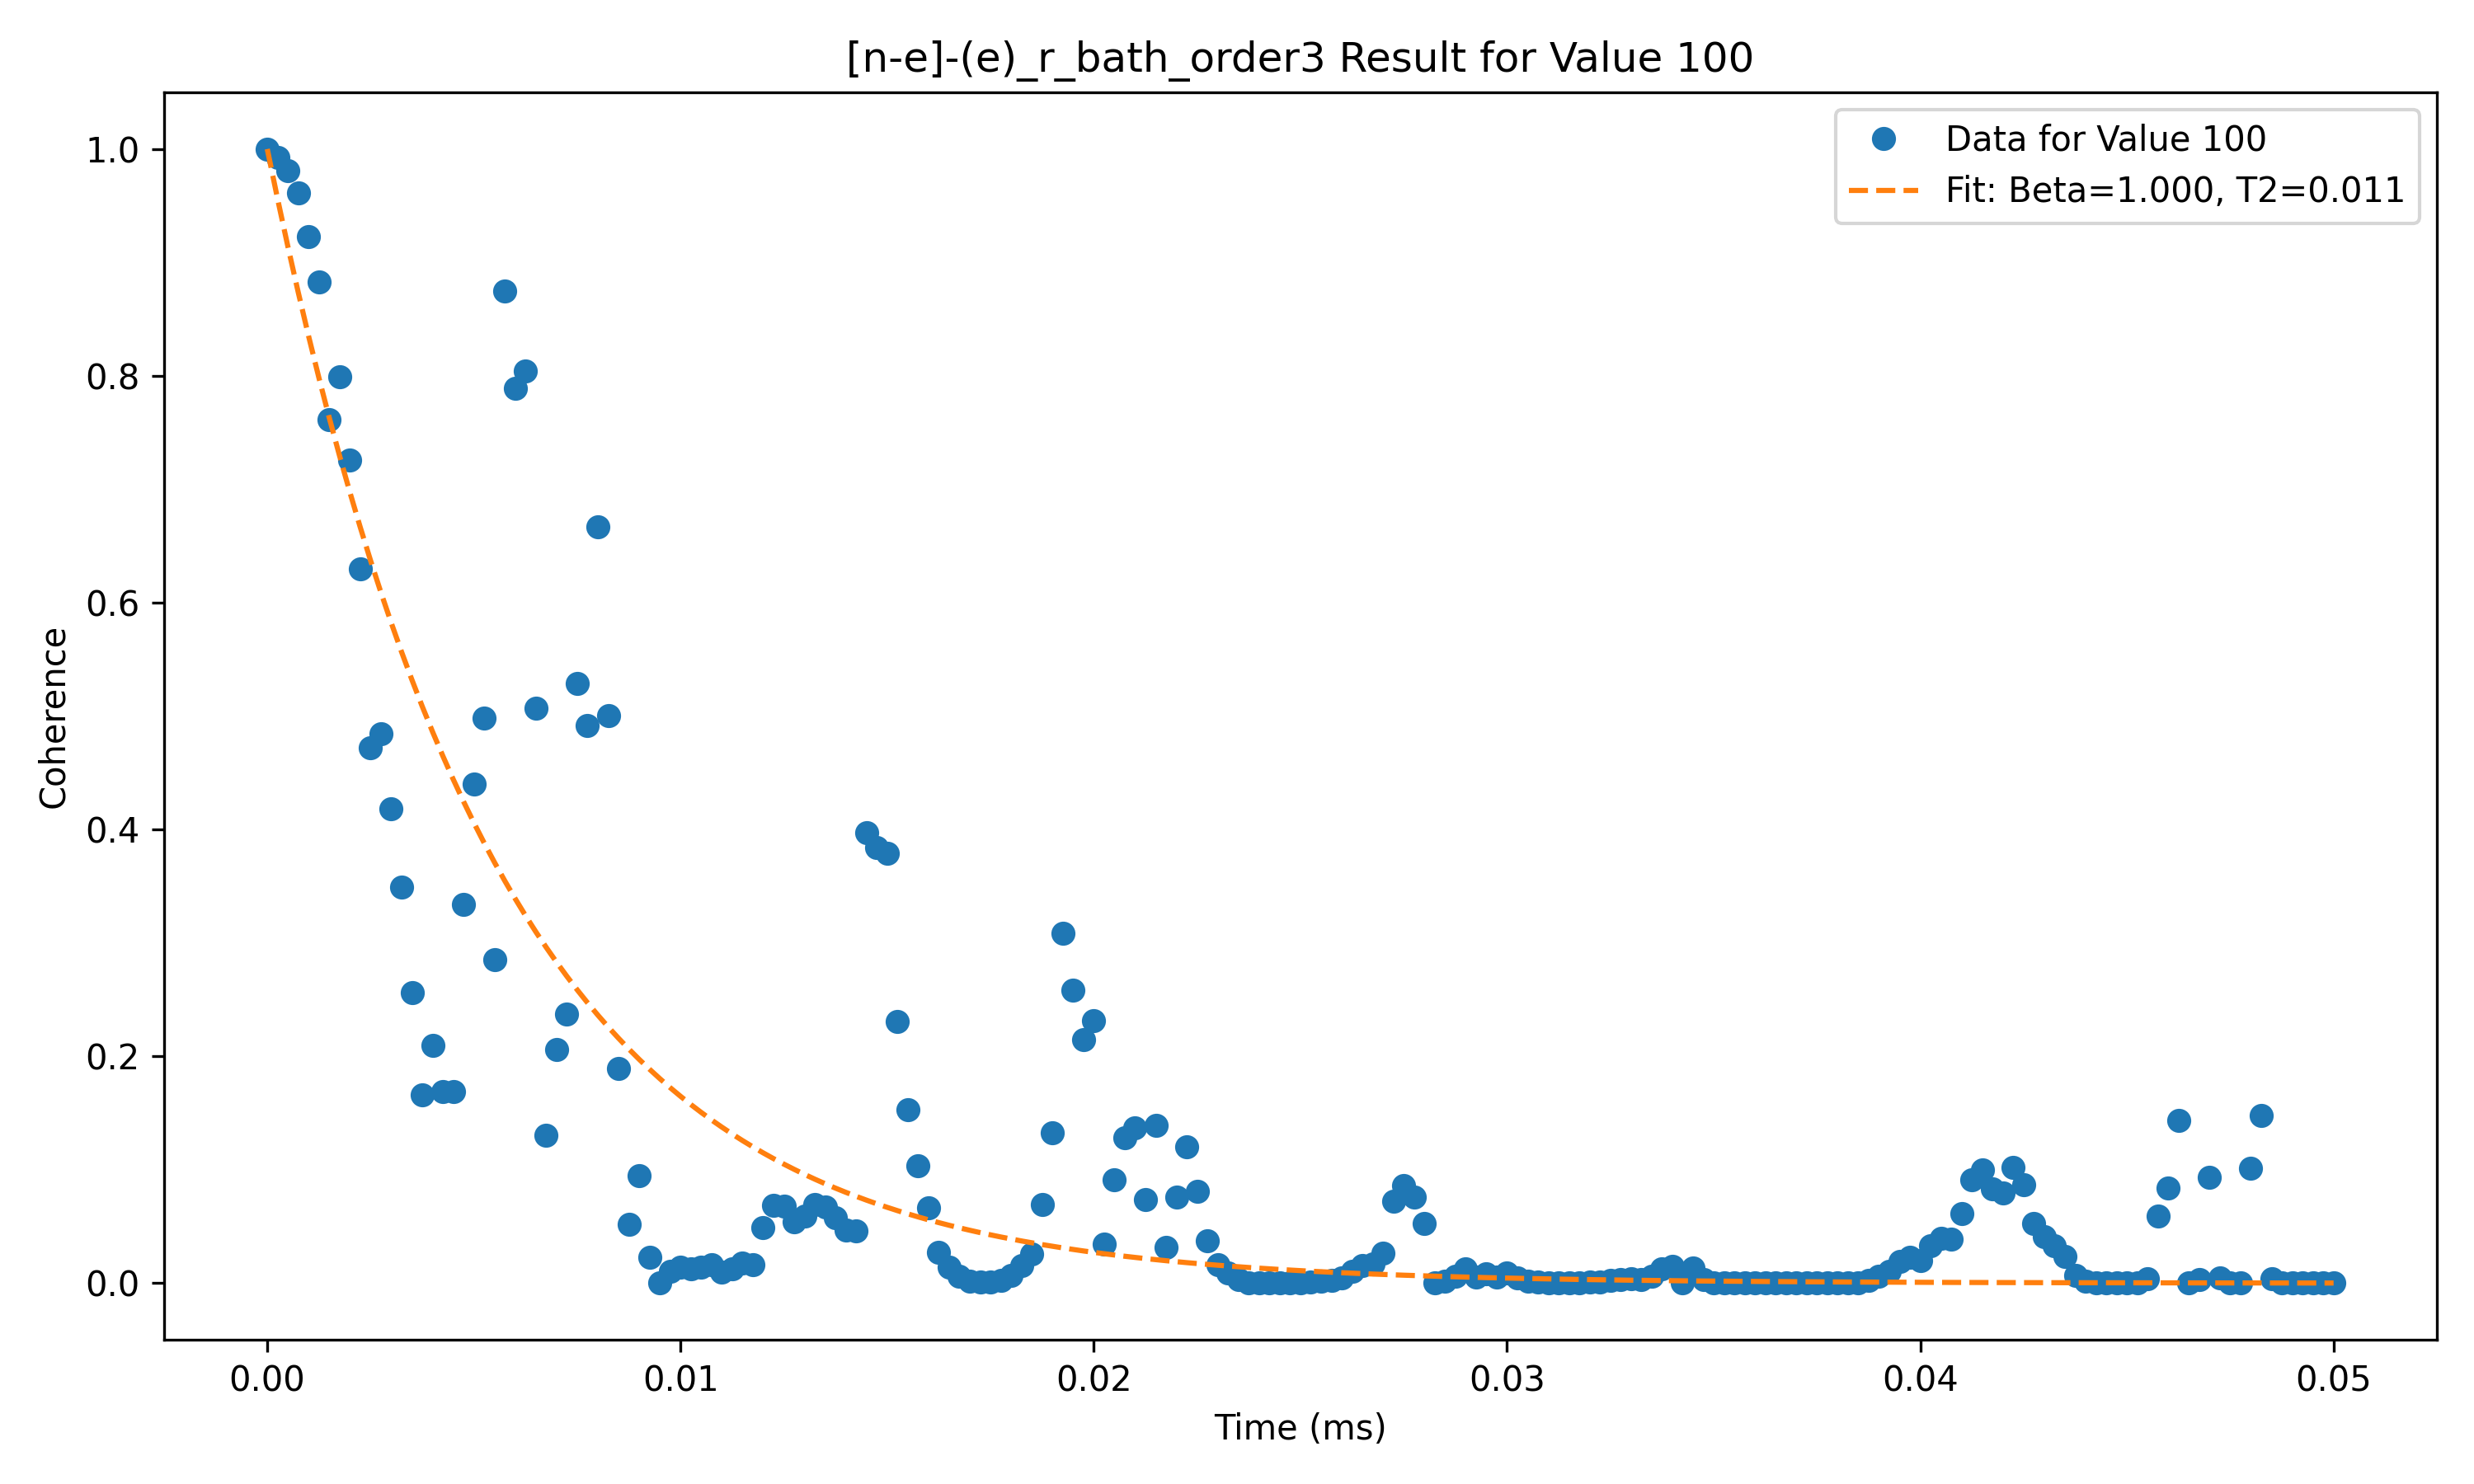 [n-e]-(e)_r_bath_order3 Result for Value 100
Data for Value 100
Fit: Beta=1.000, T2=0.011
Coherence
1.0
0.8
0.6
0.4
0.2
0.0
0.00 0.01 0.02 0.03 0.04 0.05
Time (ms)